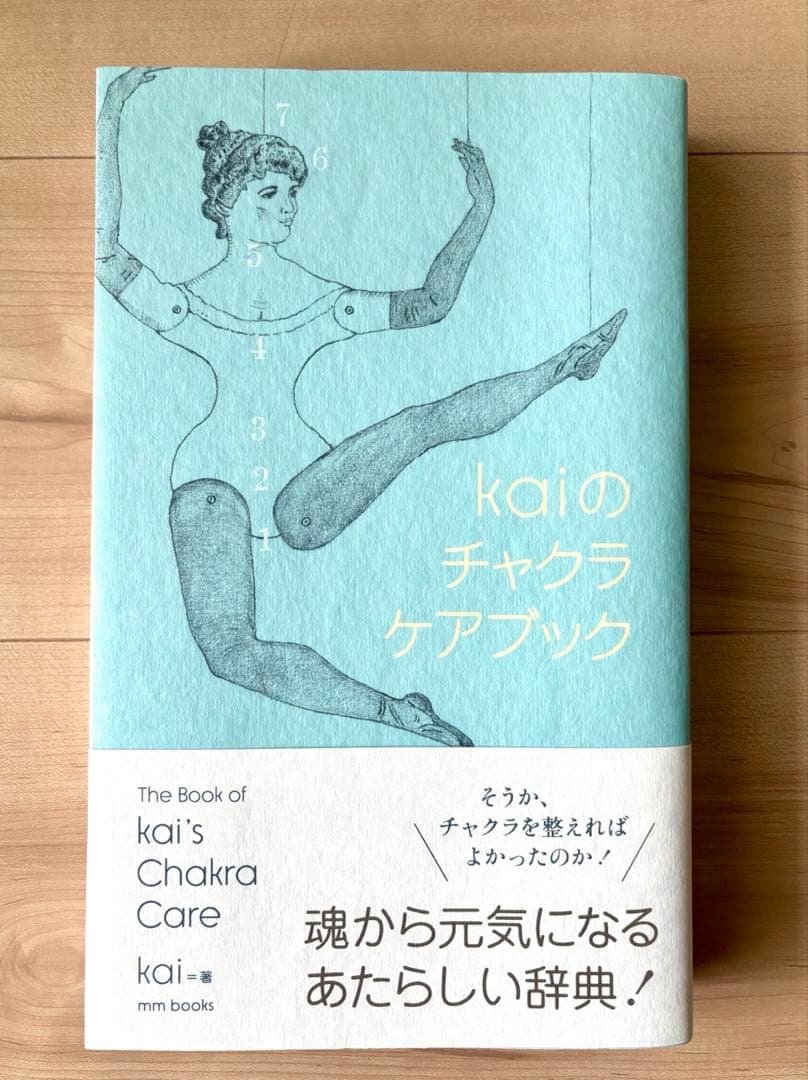 7
6
5
4
3
2
1
kaiの
チャクラ
ケアブック
The Book of
kai's
Chakra
Care
kai=著
mm books
そうか、
チャクラを整えれば
よかったのか!
魂から元気になる
あたらしい辞典!